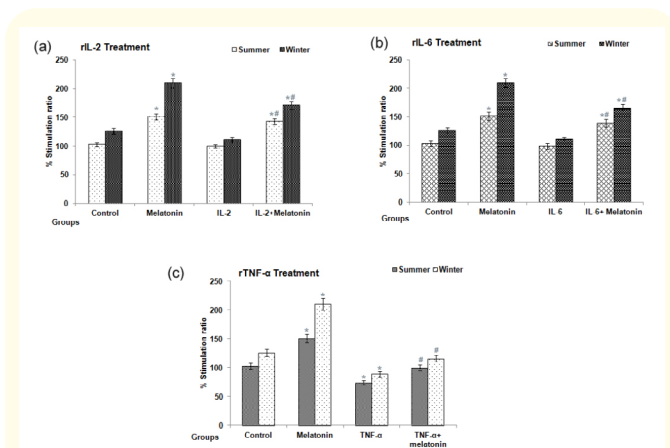 (a)
rIL-2 Treatment
Summer Winter
% Stimulation ratio
250
200
150
100
50
0
* * *# *#
Control Melatonin IL-2 IL-2+Melatonin
Groups
(b)
rIL-6 Treatment
Summer Winter
% Stimulation ratio
250
200
150
100
50
0
* * *# *#
Control Melatonin IL 6 IL 6+ Melatonin
Groups
(c)
rTNF-α Treatment
Summer Winter
% Stimulation ratio
250
200
150
100
50
0
* * * * # #
Groups Control Melatonin TNF-α TNF-α+
melatonin